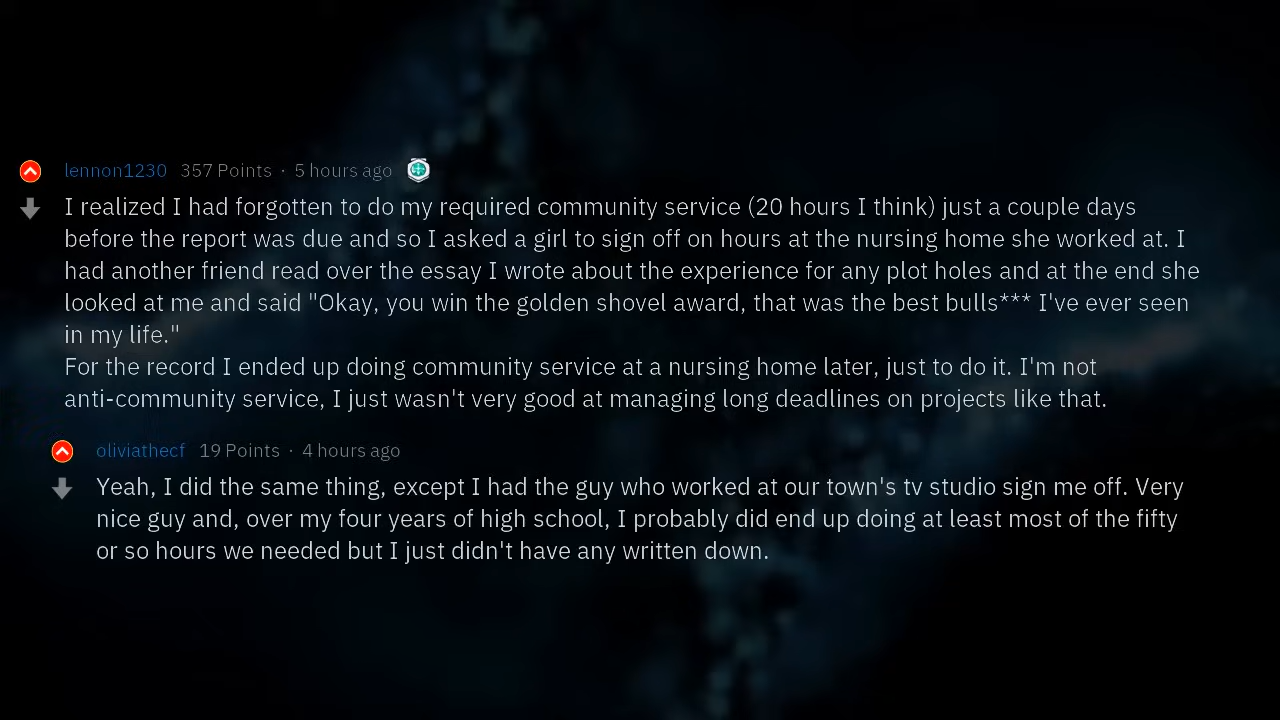 lennon1230 357 Points · 5 hours ago
I realized I had forgotten to do my required community service (20 hours I think) just a couple days
before the report was due and so I asked a girl to sign off on hours at the nursing home she worked at. I
had another friend read over the essay I wrote about the experience for any plot holes and at the end she
looked at me and said "Okay, you win the golden shovel award, that was the best bulls*** I've ever seen
in my life."
For the record I ended up doing community service at a nursing home later, just to do it. I'm not
anti-community service, I just wasn't very good at managing long deadlines on projects like that.
oliviathecf 19 Points · 4 hours ago
Yeah, I did the same thing, except I had the guy who worked at our town's tv studio sign me off. Very
nice guy and, over my four years of high school, I probably did end up doing at least most of the fifty
or so hours we needed but I just didn't have any written down.